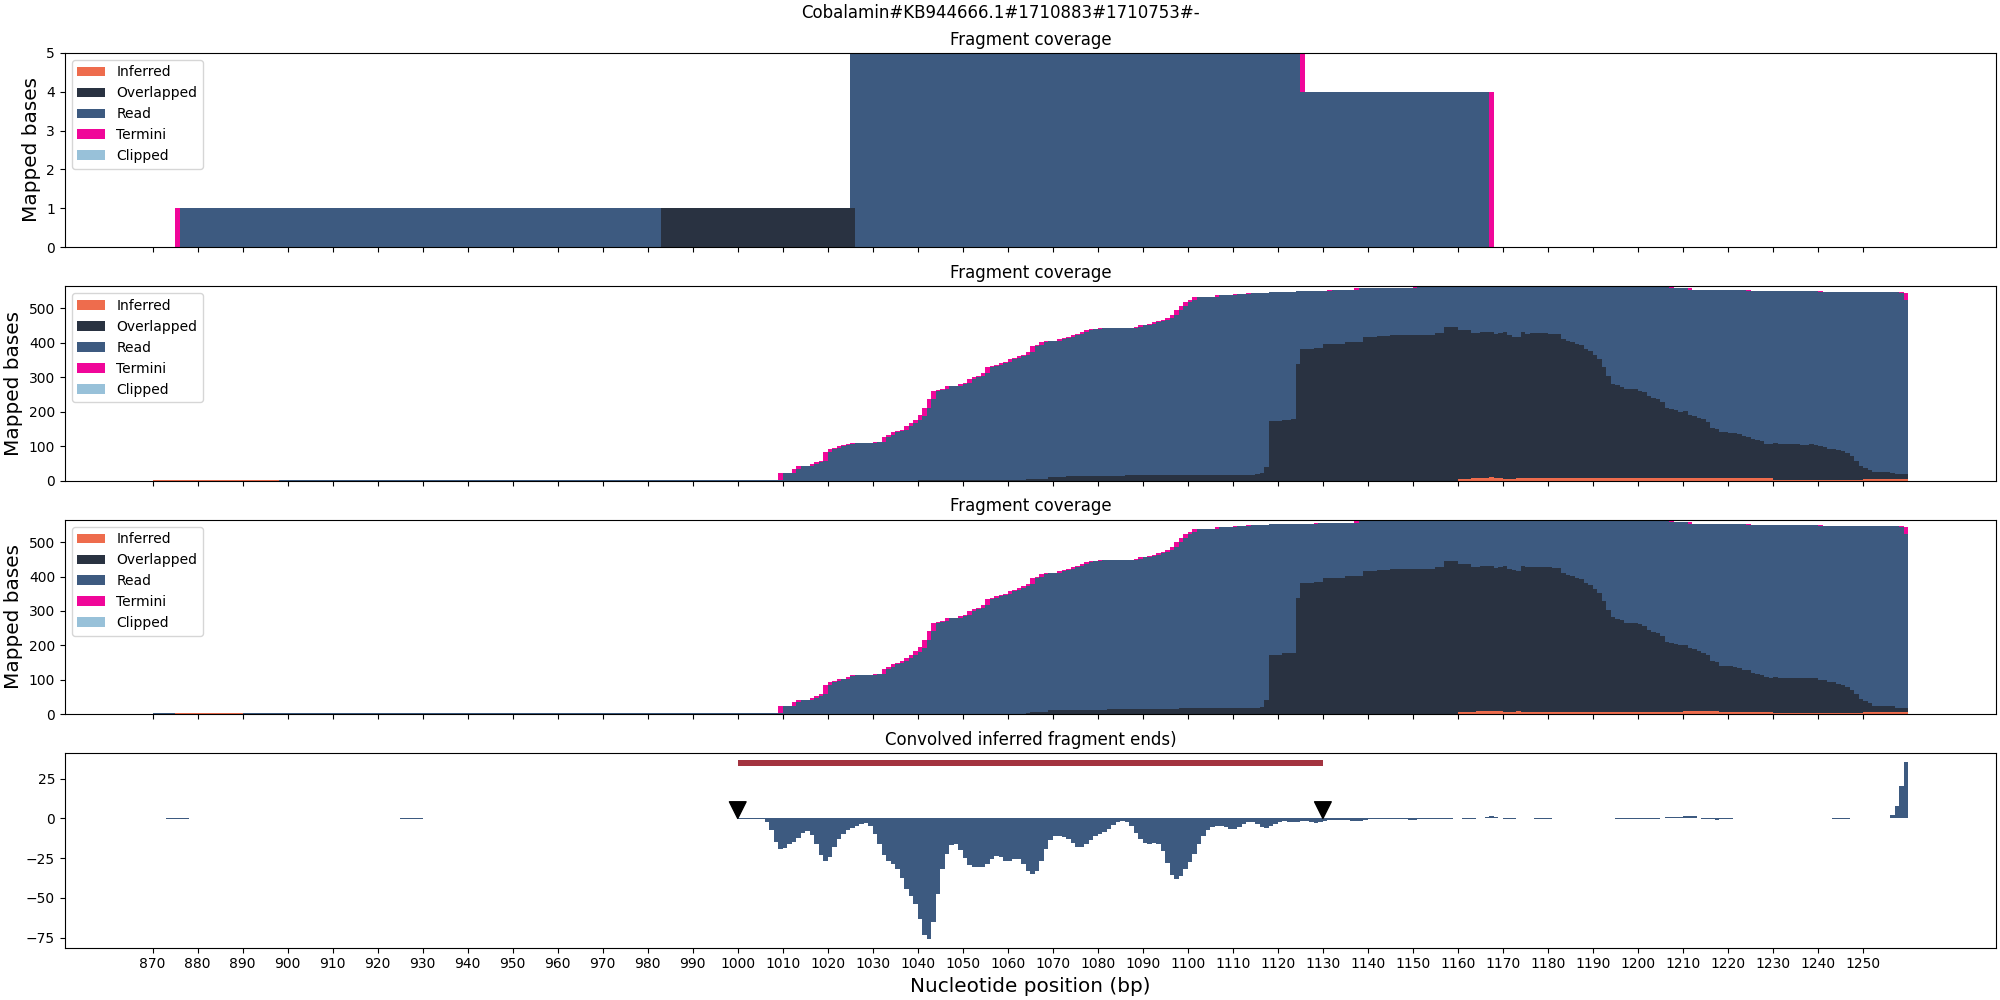 Cobalamin#KB944666.1#1710883#1710753#-
Fragment coverage
Mapped bases
5
4
3
2
1
0
Inferred
Overlapped
Read
Termini
Clipped
Fragment coverage
Mapped bases
500
400
300
200
100
0
Inferred
Overlapped
Read
Termini
Clipped
Fragment coverage
Mapped bases
500
400
300
200
100
0
Inferred
Overlapped
Read
Termini
Clipped
Convolved inferred fragment ends)
25
0
−25
−50
−75
870 880 890 900 910 920 930 940 950 960 970 980 990 1000 1010 1020 1030 1040 1050 1060 1070 1080 1090 1100 1110 1120 1130 1140 1150 1160 1170 1180 1190 1200 1210 1220 1230 1240 1250
Nucleotide position (bp)